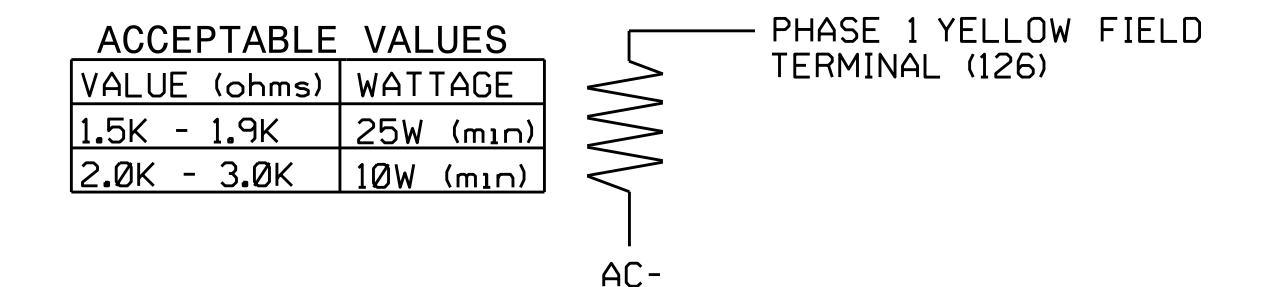 ACCEPTABLE VALUES
VALUE (ohms) WATTAGE
1.5K - 1.9K 25W (min)
2.0K - 3.0K 10W (min)
PHASE 1 YELLOW FIELD
TERMINAL (126)
AC-